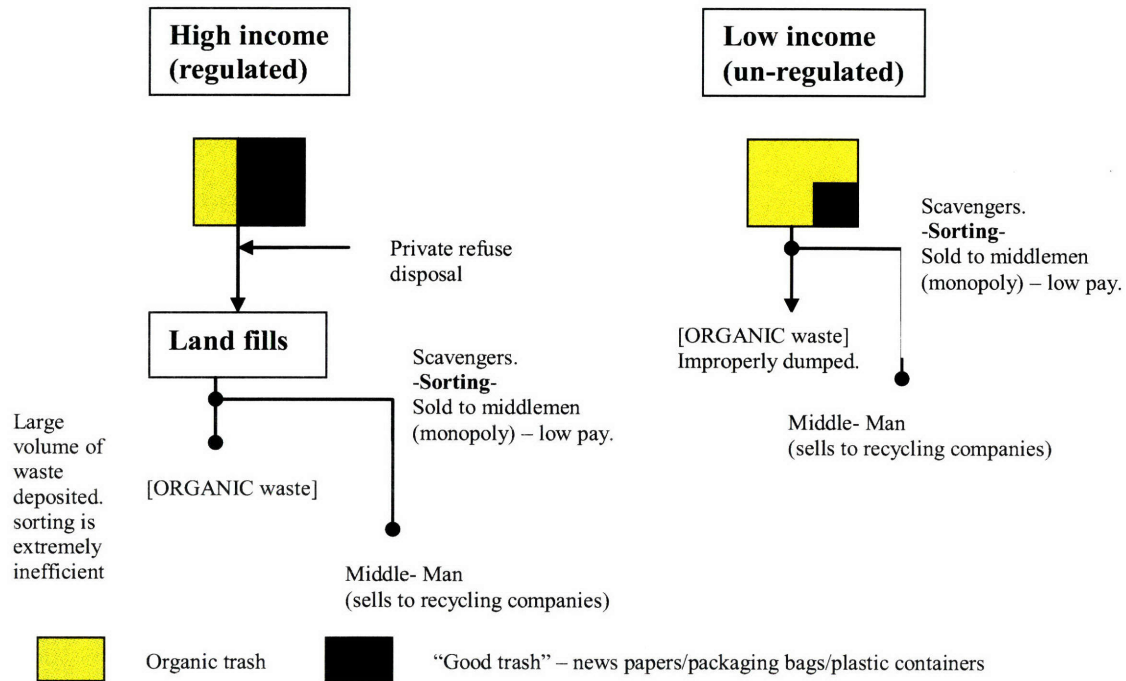 High income
(regulated)
Low income
(un-regulated)
Private refuse
disposal
Land fills
Scavengers.
-Sorting-
Sold to middlemen
(monopoly) – low pay.
Large
volume of
waste
deposited.
sorting is
extremely
inefficient
[ORGANIC waste]
Middle- Man
(sells to recycling companies)
Scavengers.
-Sorting-
Sold to middlemen
(monopoly) – low pay.
[ORGANIC waste]
Improperly dumped.
Middle- Man
(sells to recycling companies)
Organic trash
“Good trash” – news papers/packaging bags/plastic containers